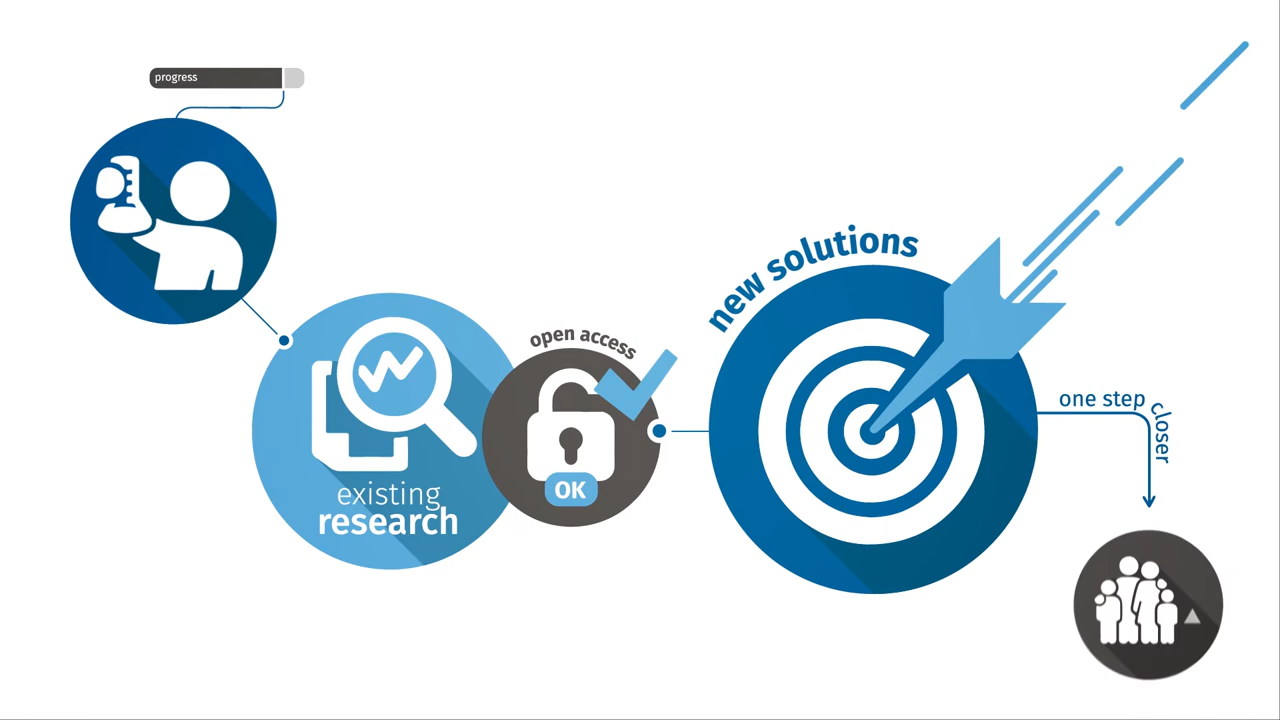 progress
existing
research
open access
OK
new solutions
one step closer